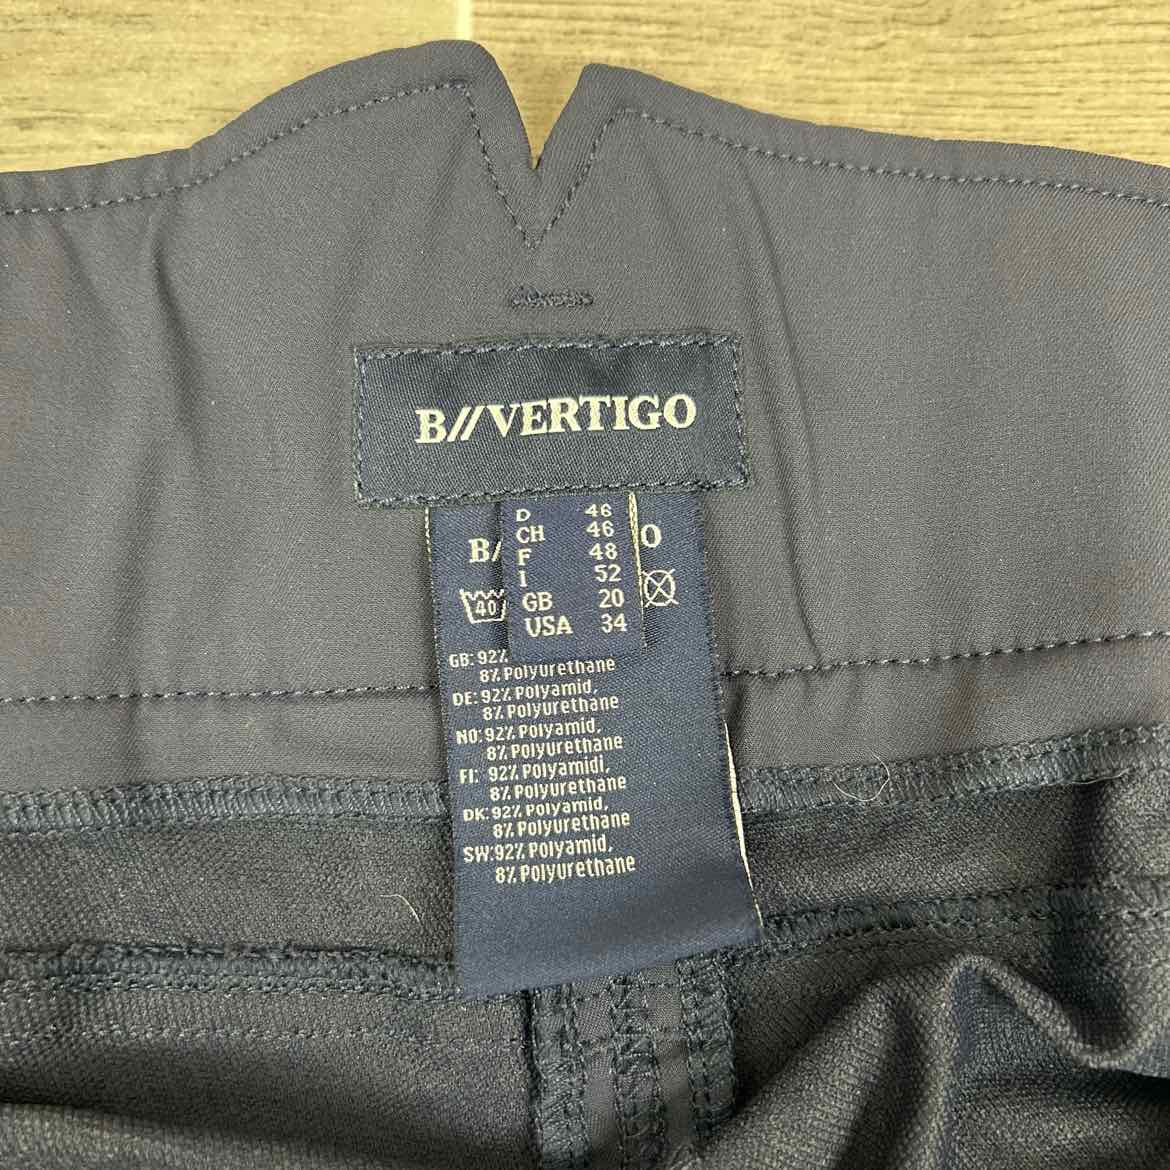 B//VERTIGO
D 46
CH 46
F 48
I 52
GB 20
USA 34
B/ O
40
GB: 92%
8% Polyurethane
DE: 92% Polyamid,
8% Polyurethane
NO: 92% Polyamid,
8% Polyurethane
FI: 92% Polyamidi,
8% Polyurethane
DK: 92% Polyamid,
8% Polyurethane
SW: 92% Polyamid,
8% Polyurethane